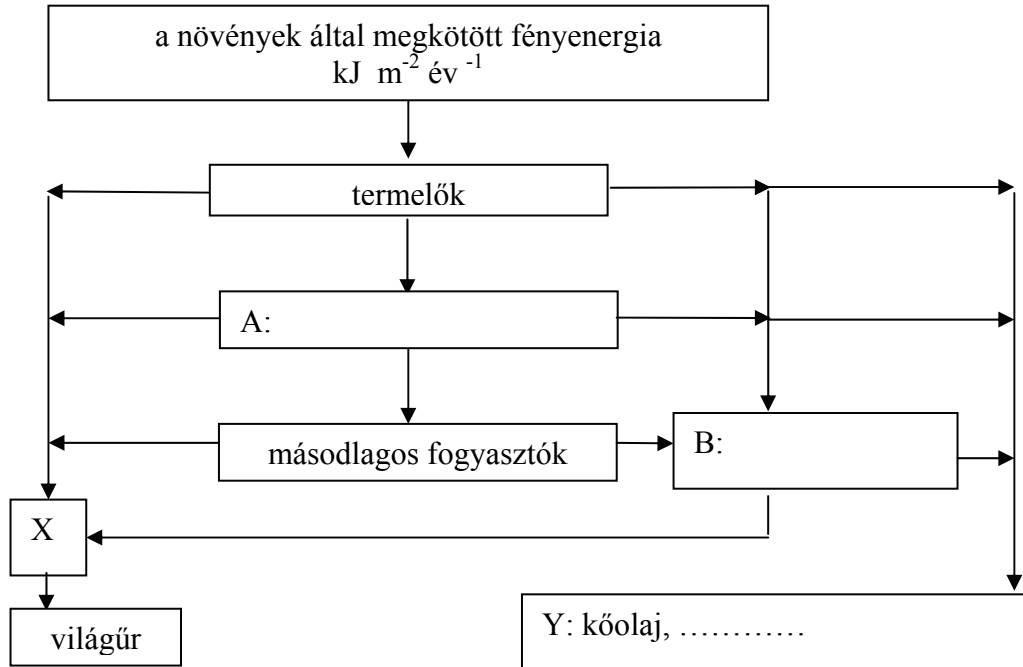 a növények által megkötött fényenergia
kJ m⁻² év ⁻¹
termelők
A:
másodlagos fogyasztók
B:
X
világűr
Y: kőolaj, …………